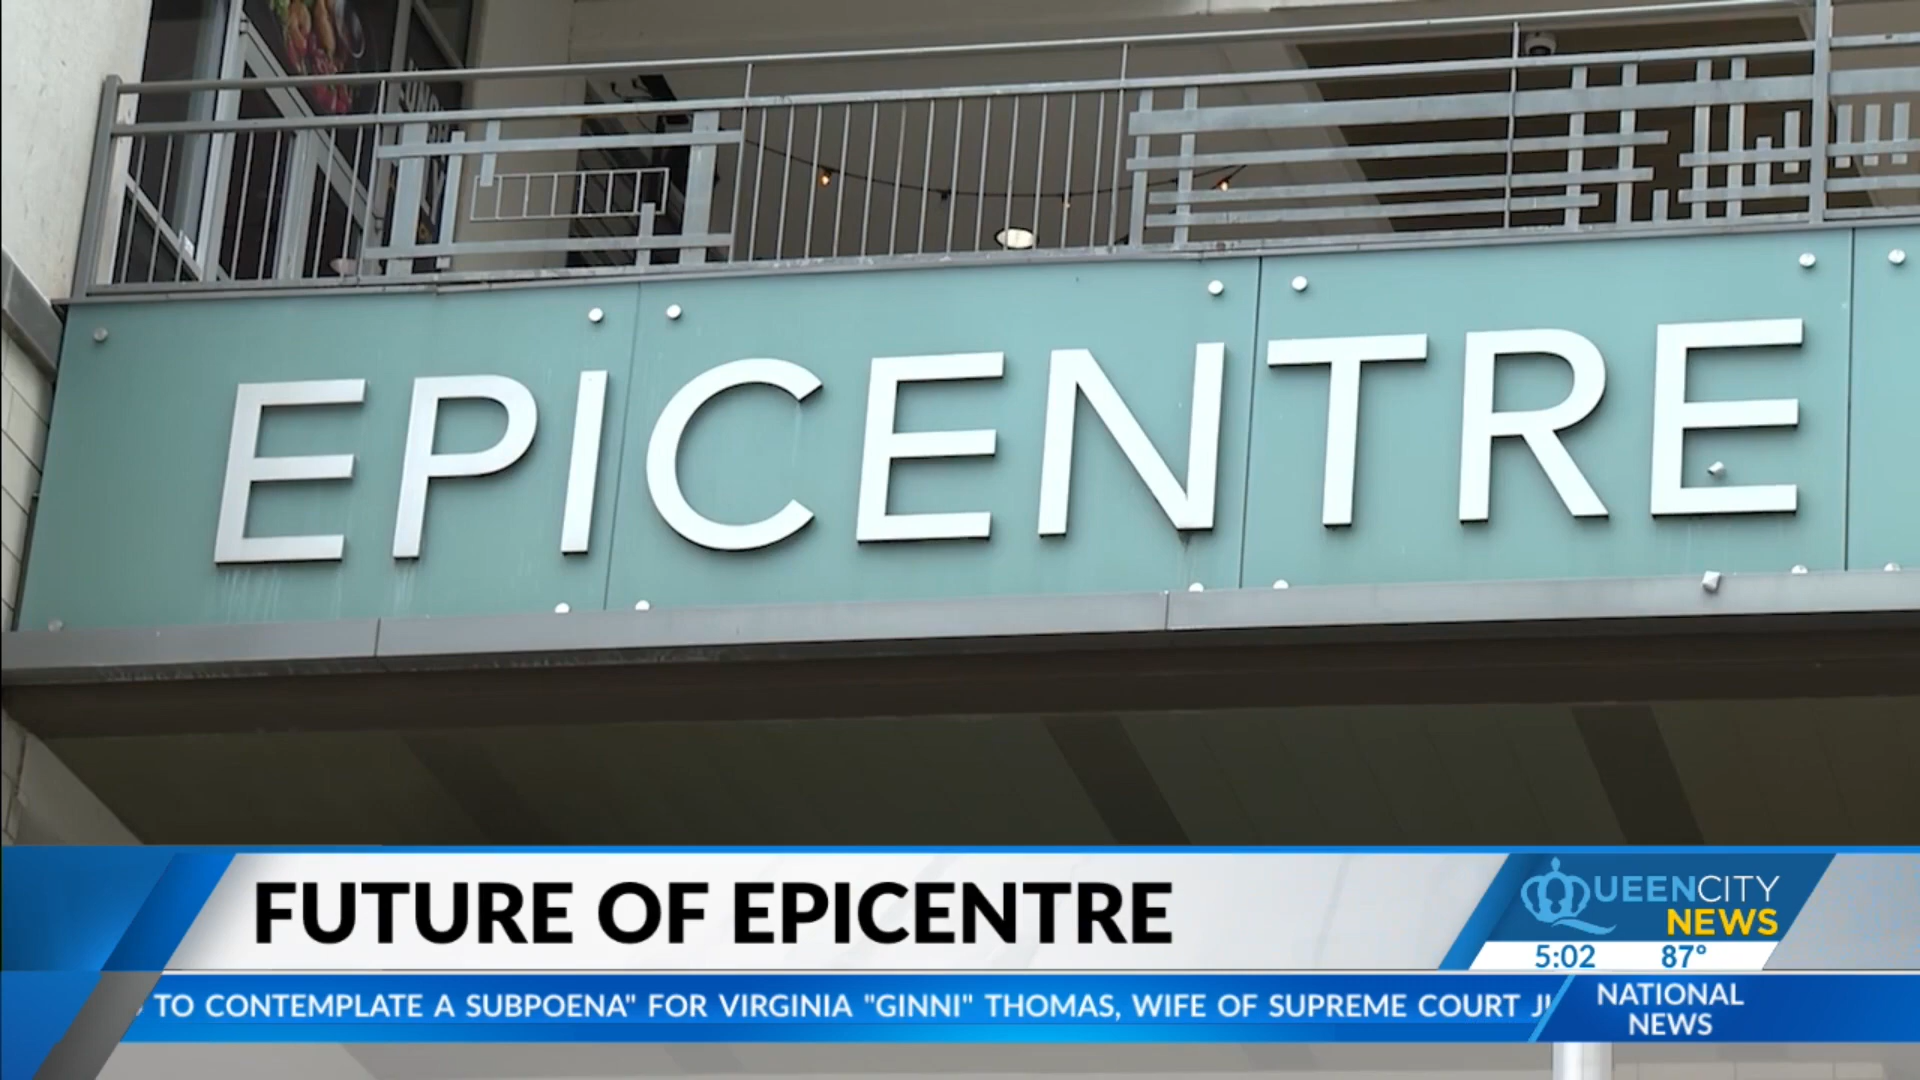 EPICENTRE
FUTURE OF EPICENTRE
QUEENCITY
NEWS
5:02 87°
TO CONTEMPLATE A SUBPOENA" FOR VIRGINIA "GINNI" THOMAS, WIFE OF SUPREME COURT
NATIONAL
NEWS